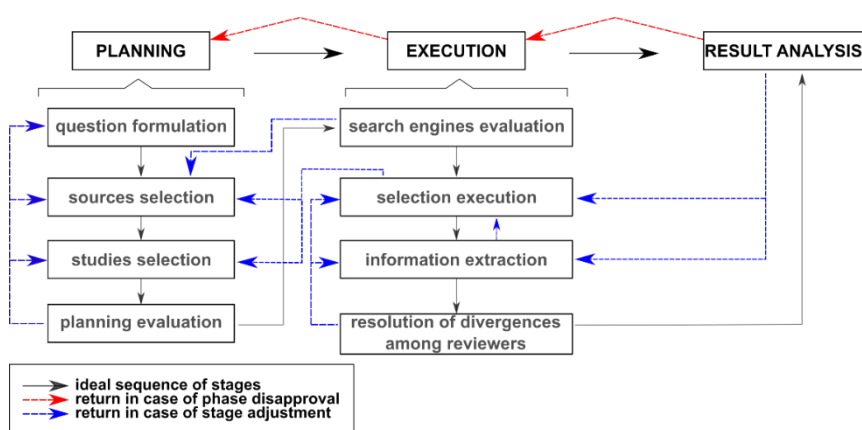 PLANNING
EXECUTION
RESULT ANALYSIS
question formulation
search engines evaluation
sources selection
selection execution
studies selection
information extraction
planning evaluation
resolution of divergences
among reviewers
ideal sequence of stages
return in case of phase disapproval
return in case of stage adjustment